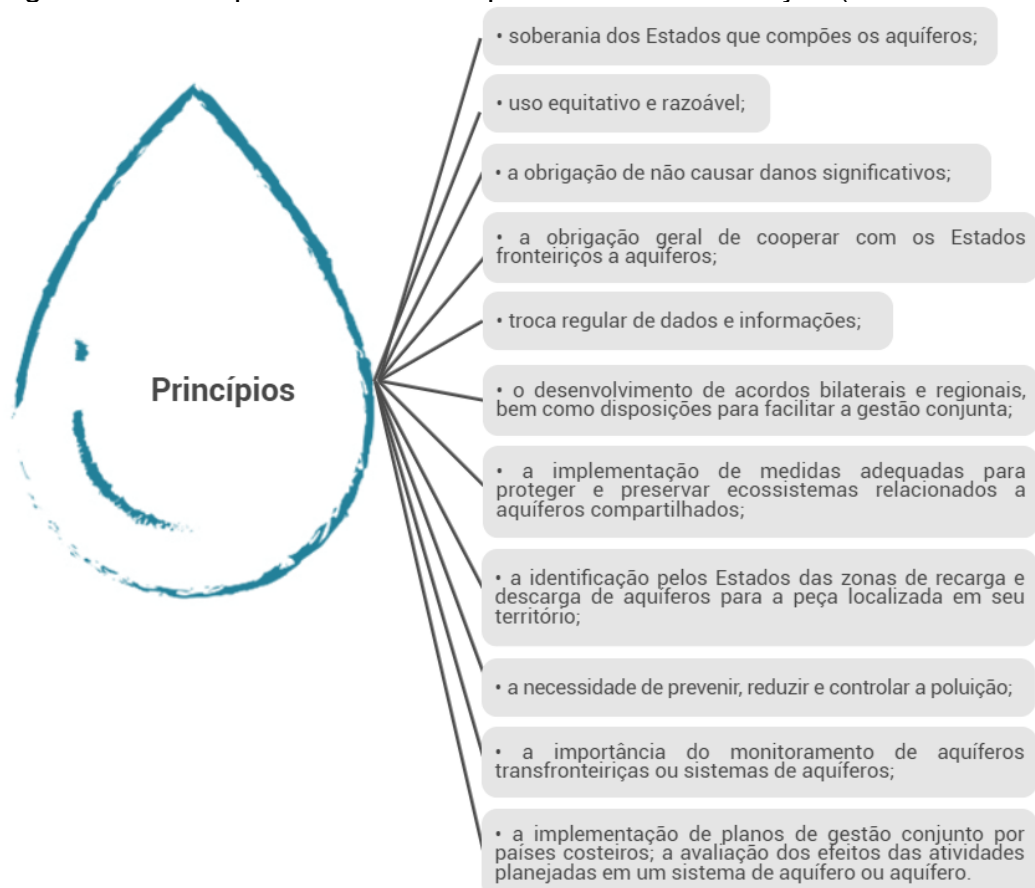 • soberania dos Estados que compões os aquíferos;
• uso equitativo e razoável;
• a obrigação de não causar danos significativos;
• a obrigação geral de cooperar com os Estados
fronteiriços a aquíferos;
• troca regular de dados e informações;
Princípios
• o desenvolvimento de acordos bilaterais e regionais,
bem como disposições para facilitar a gestão conjunta;
• a implementação de medidas adequadas para
proteger e preservar ecossistemas relacionados a
aquíferos compartilhados;
• a identificação pelos Estados das zonas de recarga e
descarga de aquíferos para a peça localizada em seu
território;
• a necessidade de prevenir, reduzir e controlar a poluição;
• a importância do monitoramento de aquíferos
transfronteiriças ou sistemas de aquíferos;
• a implementação de planos de gestão conjunto por
países costeiros; a avaliação dos efeitos das atividades
planejadas em um sistema de aquífero ou aquífero.